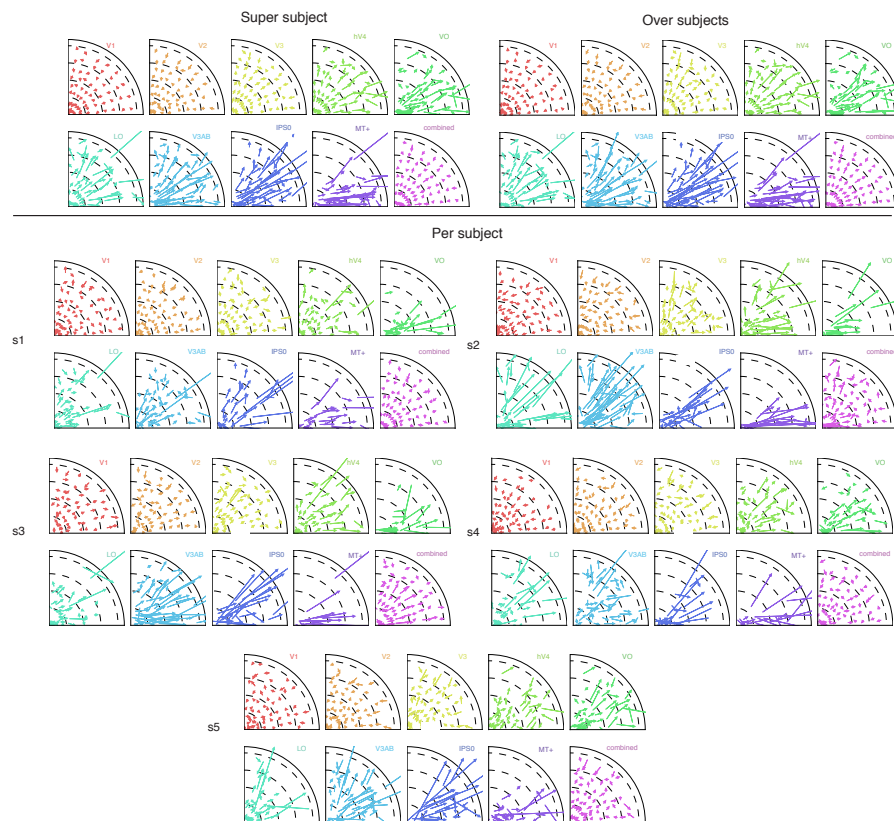 Super subject
Over subjects
V1 V2 V3 hV4 VO
V1 V2 V3 hV4 VO
LO V3AB IPS0 MT+ combined
LO V3AB IPS0 MT+ combined
Per subject
s1
V1 V2 V3 hV4 VO
LO V3AB IPS0 MT+ combined
s2
V1 V2 V3 hV4 VO
LO V3AB IPS0 MT+ combined
s3
V1 V2 V3 hV4 VO
LO V3AB IPS0 MT+ combined
s4
V1 V2 V3 hV4 VO
LO V3AB IPS0 MT+ combined
s5
V1 V2 V3 hV4 VO
LO V3AB IPS0 MT+ combined